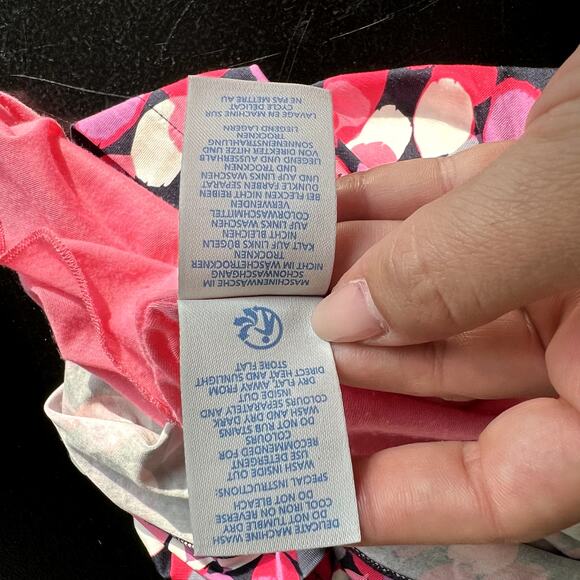 DELICATE MACHINE WASH
DO NOT TUMBLE DRY
COOL IRON ON REVERSE
DO NOT BLEACH
SPECIAL INSTRUCTIONS:
WASH INSIDE OUT
USE DETERGENT
RECOMMENDED FOR
COLOURS
DO NOT RUB STAINS
WASH AND DRY DARK
COLOURS SEPARATELY AND
INSIDE OUT
DRY FLAT, AWAY FROM
DIRECT HEAT AND SUNLIGHT
STORE FLAT
MASCHINENWÄSCHE IM
SCHONWASCHGANG
NICHT IM WÄSCHETROCKNER
TROCKNEN
KALT AUF LINKS BÜGELN
NICHT BLEICHEN
AUF LINKS WASCHEN
COLORWASCHMITTEL
VERWENDEN
BEI FLECKEN NICHT REIBEN
DUNKLE FARBEN SEPARAT
UND AUF LINKS WASCHEN
UND TROCKNEN
LIEGEND UND AUSSERHALB
VON DIREKTER HITZE UND
SONNENEINSTRAHLUNG
TROCKNEN
LIEGEND LAGERN
LAVAGE EN MACHINE SUR
CYCLE DÉLICAT
NE PAS METTRE AU